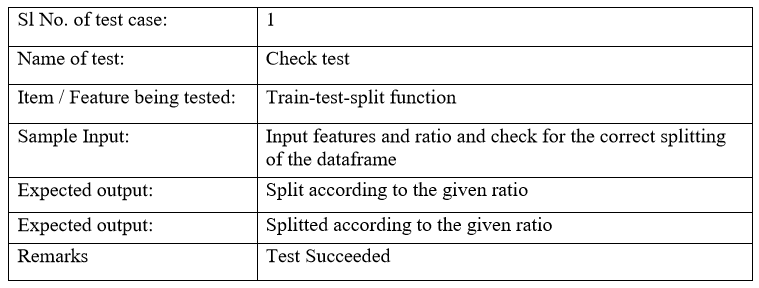 Sl No. of test case: 1
Name of test: Check test
Item / Feature being tested: Train-test-split function
Sample Input: Input features and ratio and check for the correct splitting
of the dataframe
Expected output: Split according to the given ratio
Expected output: Splitted according to the given ratio
Remarks Test Succeeded